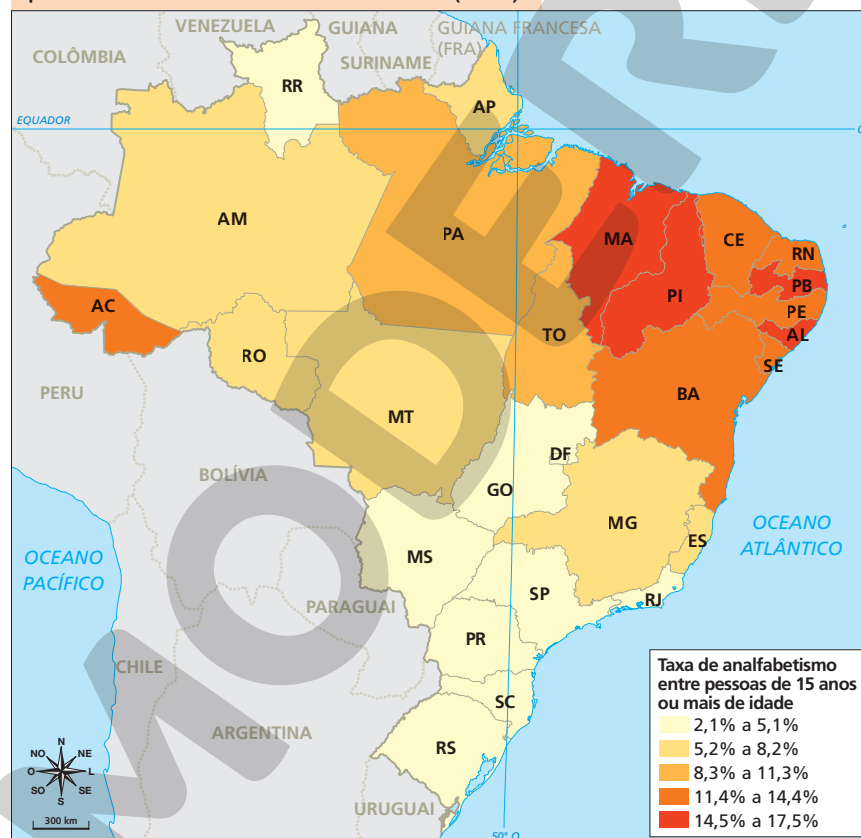 VENEZUELA
GUIANA
GUIANA FRANCESA
(FRA)
COLÔMBIA
SURINAME
RR
AP
EQUADOR
AM
PA
MA
CE
RN
PB
PI
PE
AL
AC
TO
SE
RO
BA
PERU
MT
DF
BOLÍVIA
GO
MG
OCEANO
ATLÂNTICO
ES
OCEANO
PACÍFICO
MS
SP
RJ
PARAGUAI
PR
CHILE
SC
ARGENTINA
RS
URUGUAI
50° O
N
NO
NE
O
L
SO
SE
S
300 km
Taxa de analfabetismo
entre pessoas de 15 anos
ou mais de idade
2,1% a 5,1%
5,2% a 8,2%
8,3% a 11,3%
11,4% a 14,4%
14,5% a 17,5%